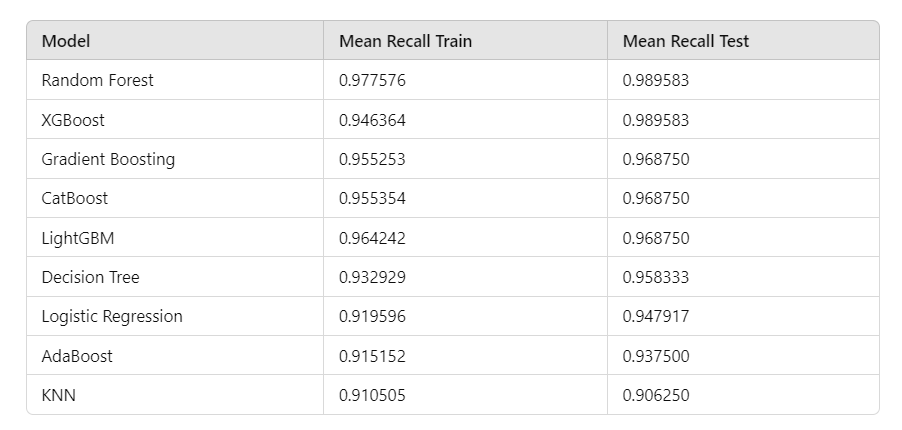 Model Mean Recall Train Mean Recall Test
Random Forest 0.977576 0.989583
XGBoost 0.946364 0.989583
Gradient Boosting 0.955253 0.968750
CatBoost 0.955354 0.968750
LightGBM 0.964242 0.968750
Decision Tree 0.932929 0.958333
Logistic Regression 0.919596 0.947917
AdaBoost 0.915152 0.937500
KNN 0.910505 0.906250